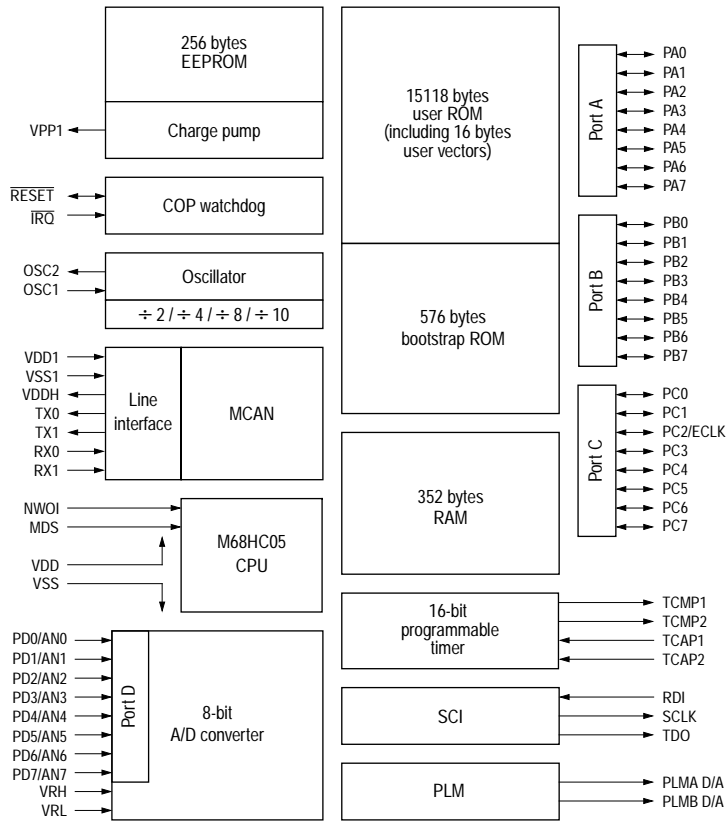 256 bytes
EEPROM
Charge pump
VPP1
RESET
IRQ
COP watchdog
OSC2
OSC1
Oscillator
÷ 2 / ÷ 4 / ÷ 8 / ÷ 10
VDD1
VSS1
VDDH
TX0
TX1
RX0
RX1
Line
interface
MCAN
NWOI
MDS
VDD
VSS
M68HC05
CPU
PD0/AN0
PD1/AN1
PD2/AN2
PD3/AN3
PD4/AN4
PD5/AN5
PD6/AN6
PD7/AN7
VRH
VRL
Port D
8-bit
A/D converter
15118 bytes
user ROM
(including 16 bytes
user vectors)
576 bytes
bootstrap ROM
352 bytes
RAM
16-bit
programmable
timer
SCI
PLM
Port A
PA0
PA1
PA2
PA3
PA4
PA5
PA6
PA7
Port B
PB0
PB1
PB2
PB3
PB4
PB5
PB6
PB7
Port C
PC0
PC1
PC2/ECLK
PC3
PC4
PC5
PC6
PC7
TCMP1
TCMP2
TCAP1
TCAP2
RDI
SCLK
TDO
PLMA D/A
PLMB D/A